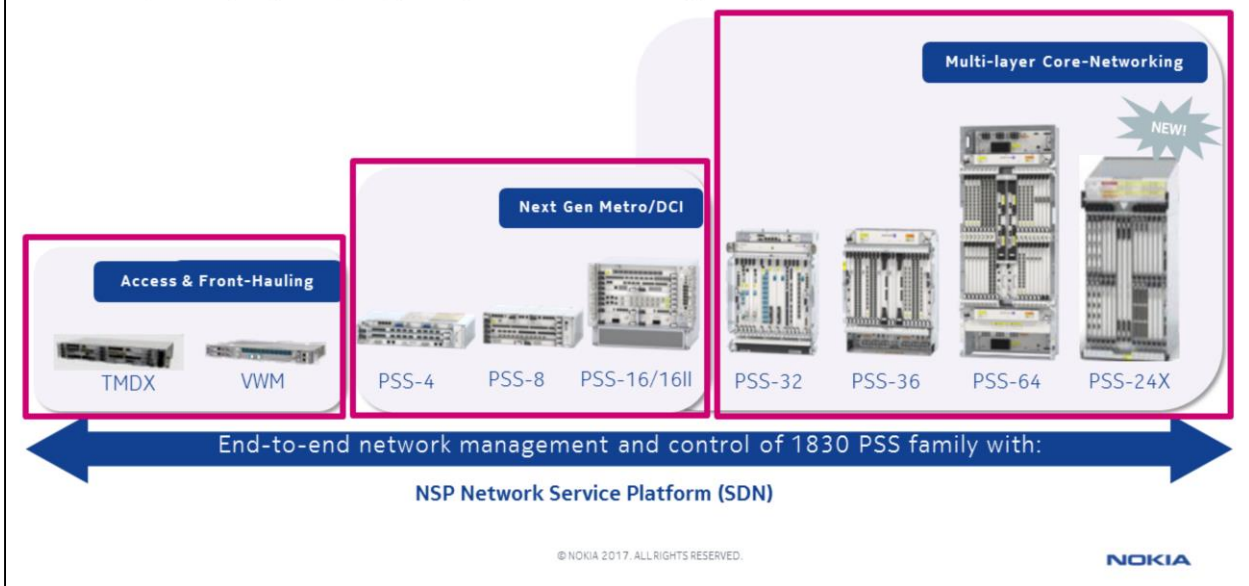 Multi-layer Core-Networking
NEW!
Next Gen Metro/DCI
Access & Front-Hauling
TMDX
VWM
PSS-4
PSS-8
PSS-16/16II
PSS-32
PSS-36
PSS-64
PSS-24X
End-to-end network management and control of 1830 PSS family with:
NSP Network Service Platform (SDN)
© NOKIA 2017. ALL RIGHTS RESERVED.
NOKIA